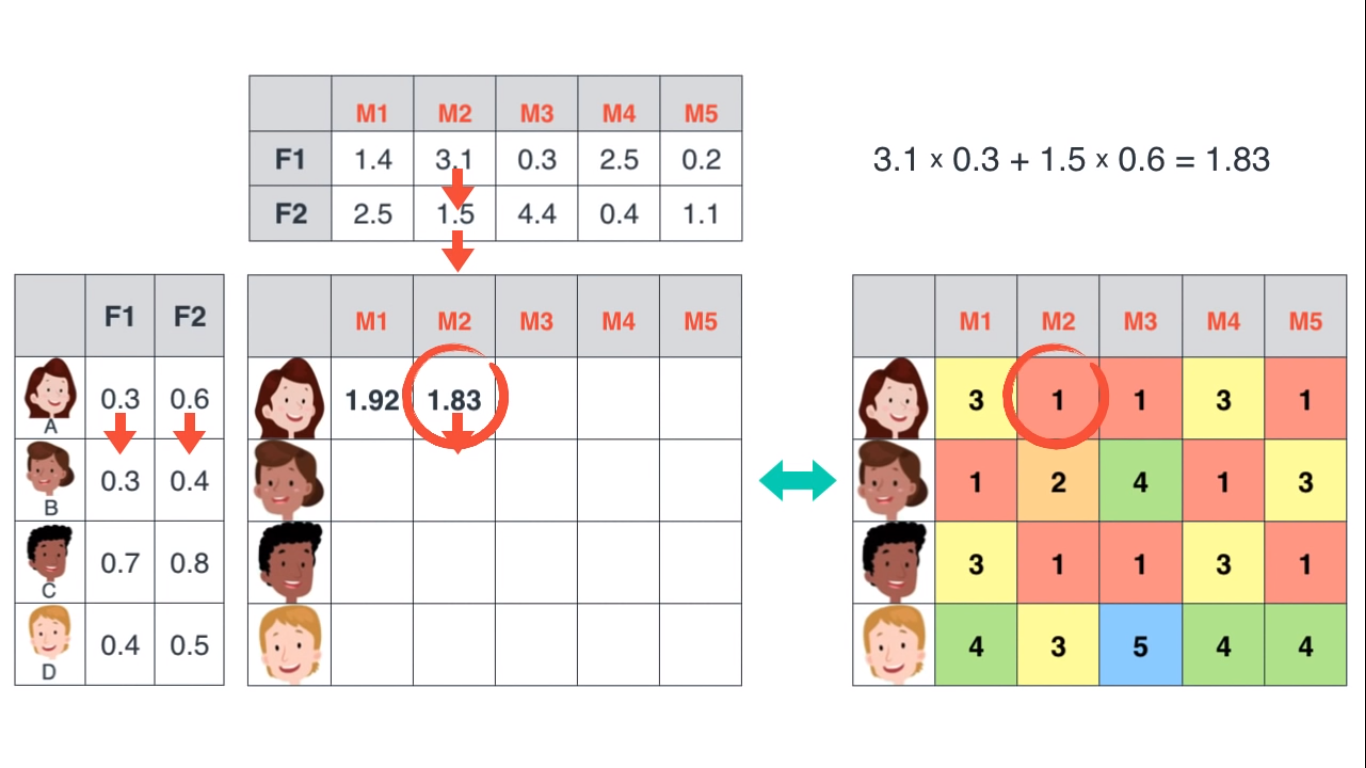 M1 M2 M3 M4 M5
F1 1.4 3.1 0.3 2.5 0.2
F2 2.5 1.5 4.4 0.4 1.1
3.1 × 0.3 + 1.5 × 0.6 = 1.83
F1 F2
A 0.3 0.6
B 0.3 0.4
C 0.7 0.8
D 0.4 0.5
M1 M2 M3 M4 M5
1.92 1.83
M1 M2 M3 M4 M5
3 1 1 3 1
1 2 4 1 3
3 1 1 3 1
4 3 5 4 4